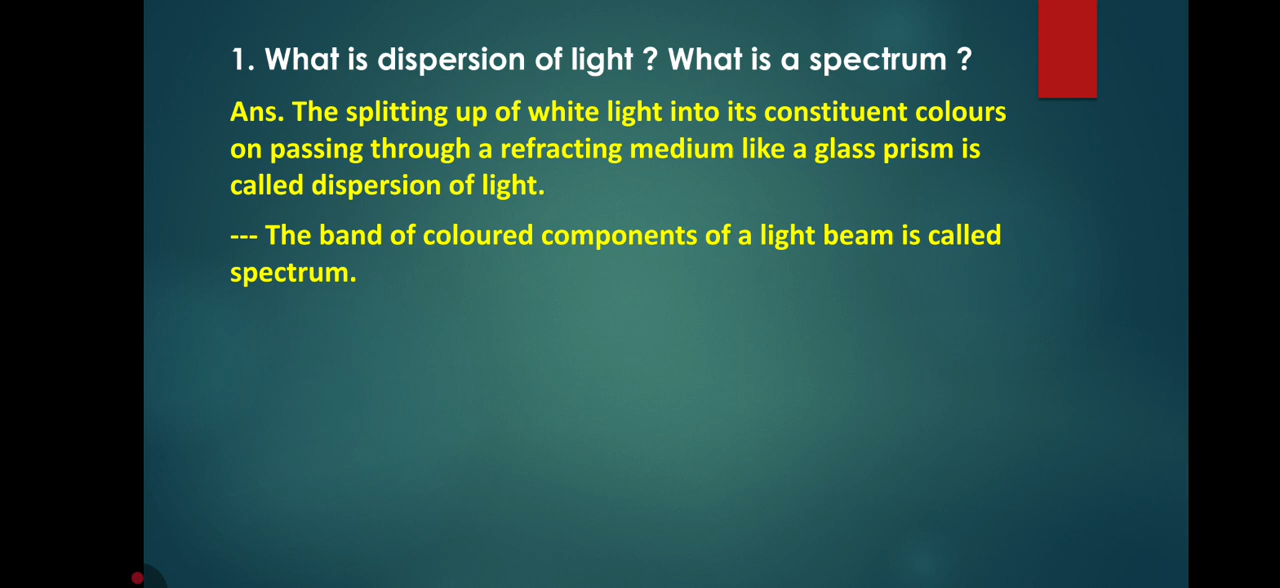 1. What is dispersion of light ? What is a spectrum ?
Ans. The splitting up of white light into its constituent colours
on passing through a refracting medium like a glass prism is
called dispersion of light.
--- The band of coloured components of a light beam is called
spectrum.